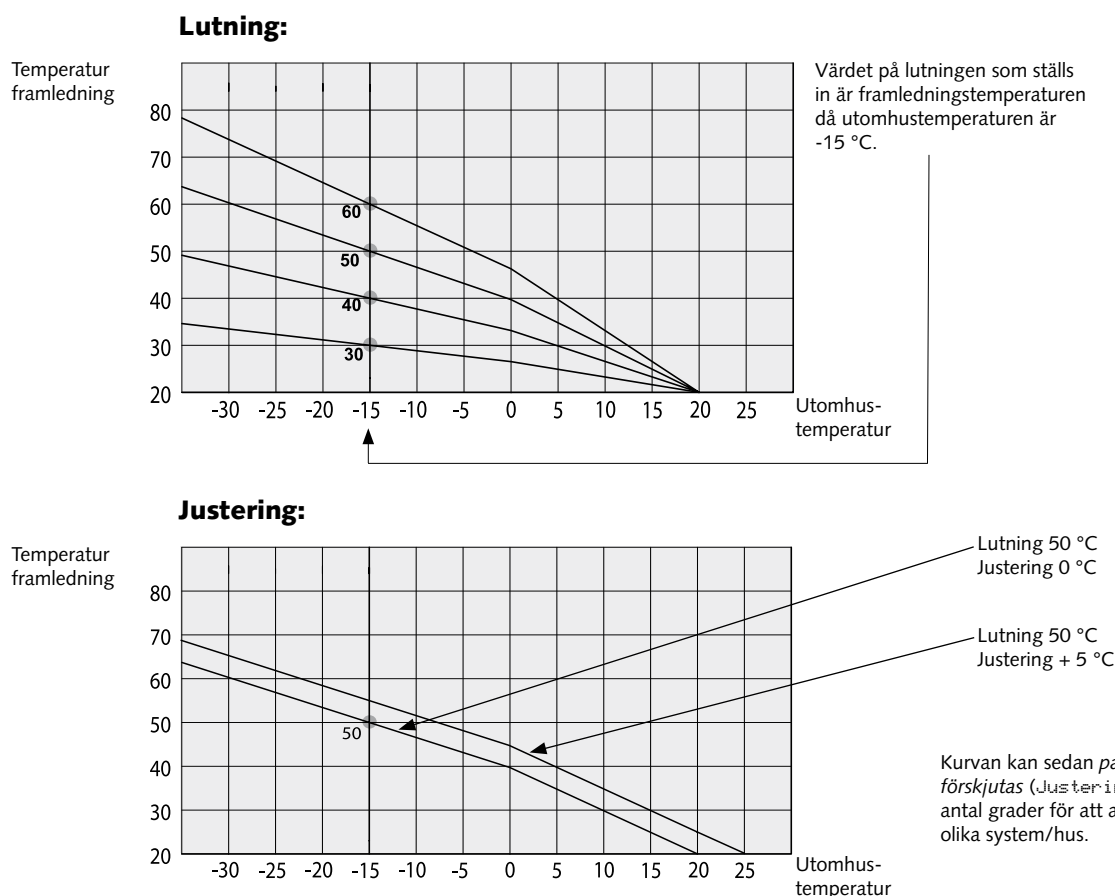 Lutning:
Temperatur
framledning
80
70
60
50
40
30
20
60
50
40
30
-30 -25 -20 -15 -10 -5 0 5 10 15 20 25
Utomhus-
temperatur
Värdet på lutningen som ställs
in är framledningstemperaturen
då utomhustemperaturen är
-15 °C.
Justering:
Temperatur
framledning
80
70
60
50
40
30
20
50
-30 -25 -20 -15 -10 -5 0 5 10 15 20 25
Utomhus-
temperatur
Lutning 50 °C
Justering 0 °C
Lutning 50 °C
Justering + 5 °C
Kurvan kan sedan
förskjutas
antal grader för att
olika system/hus.